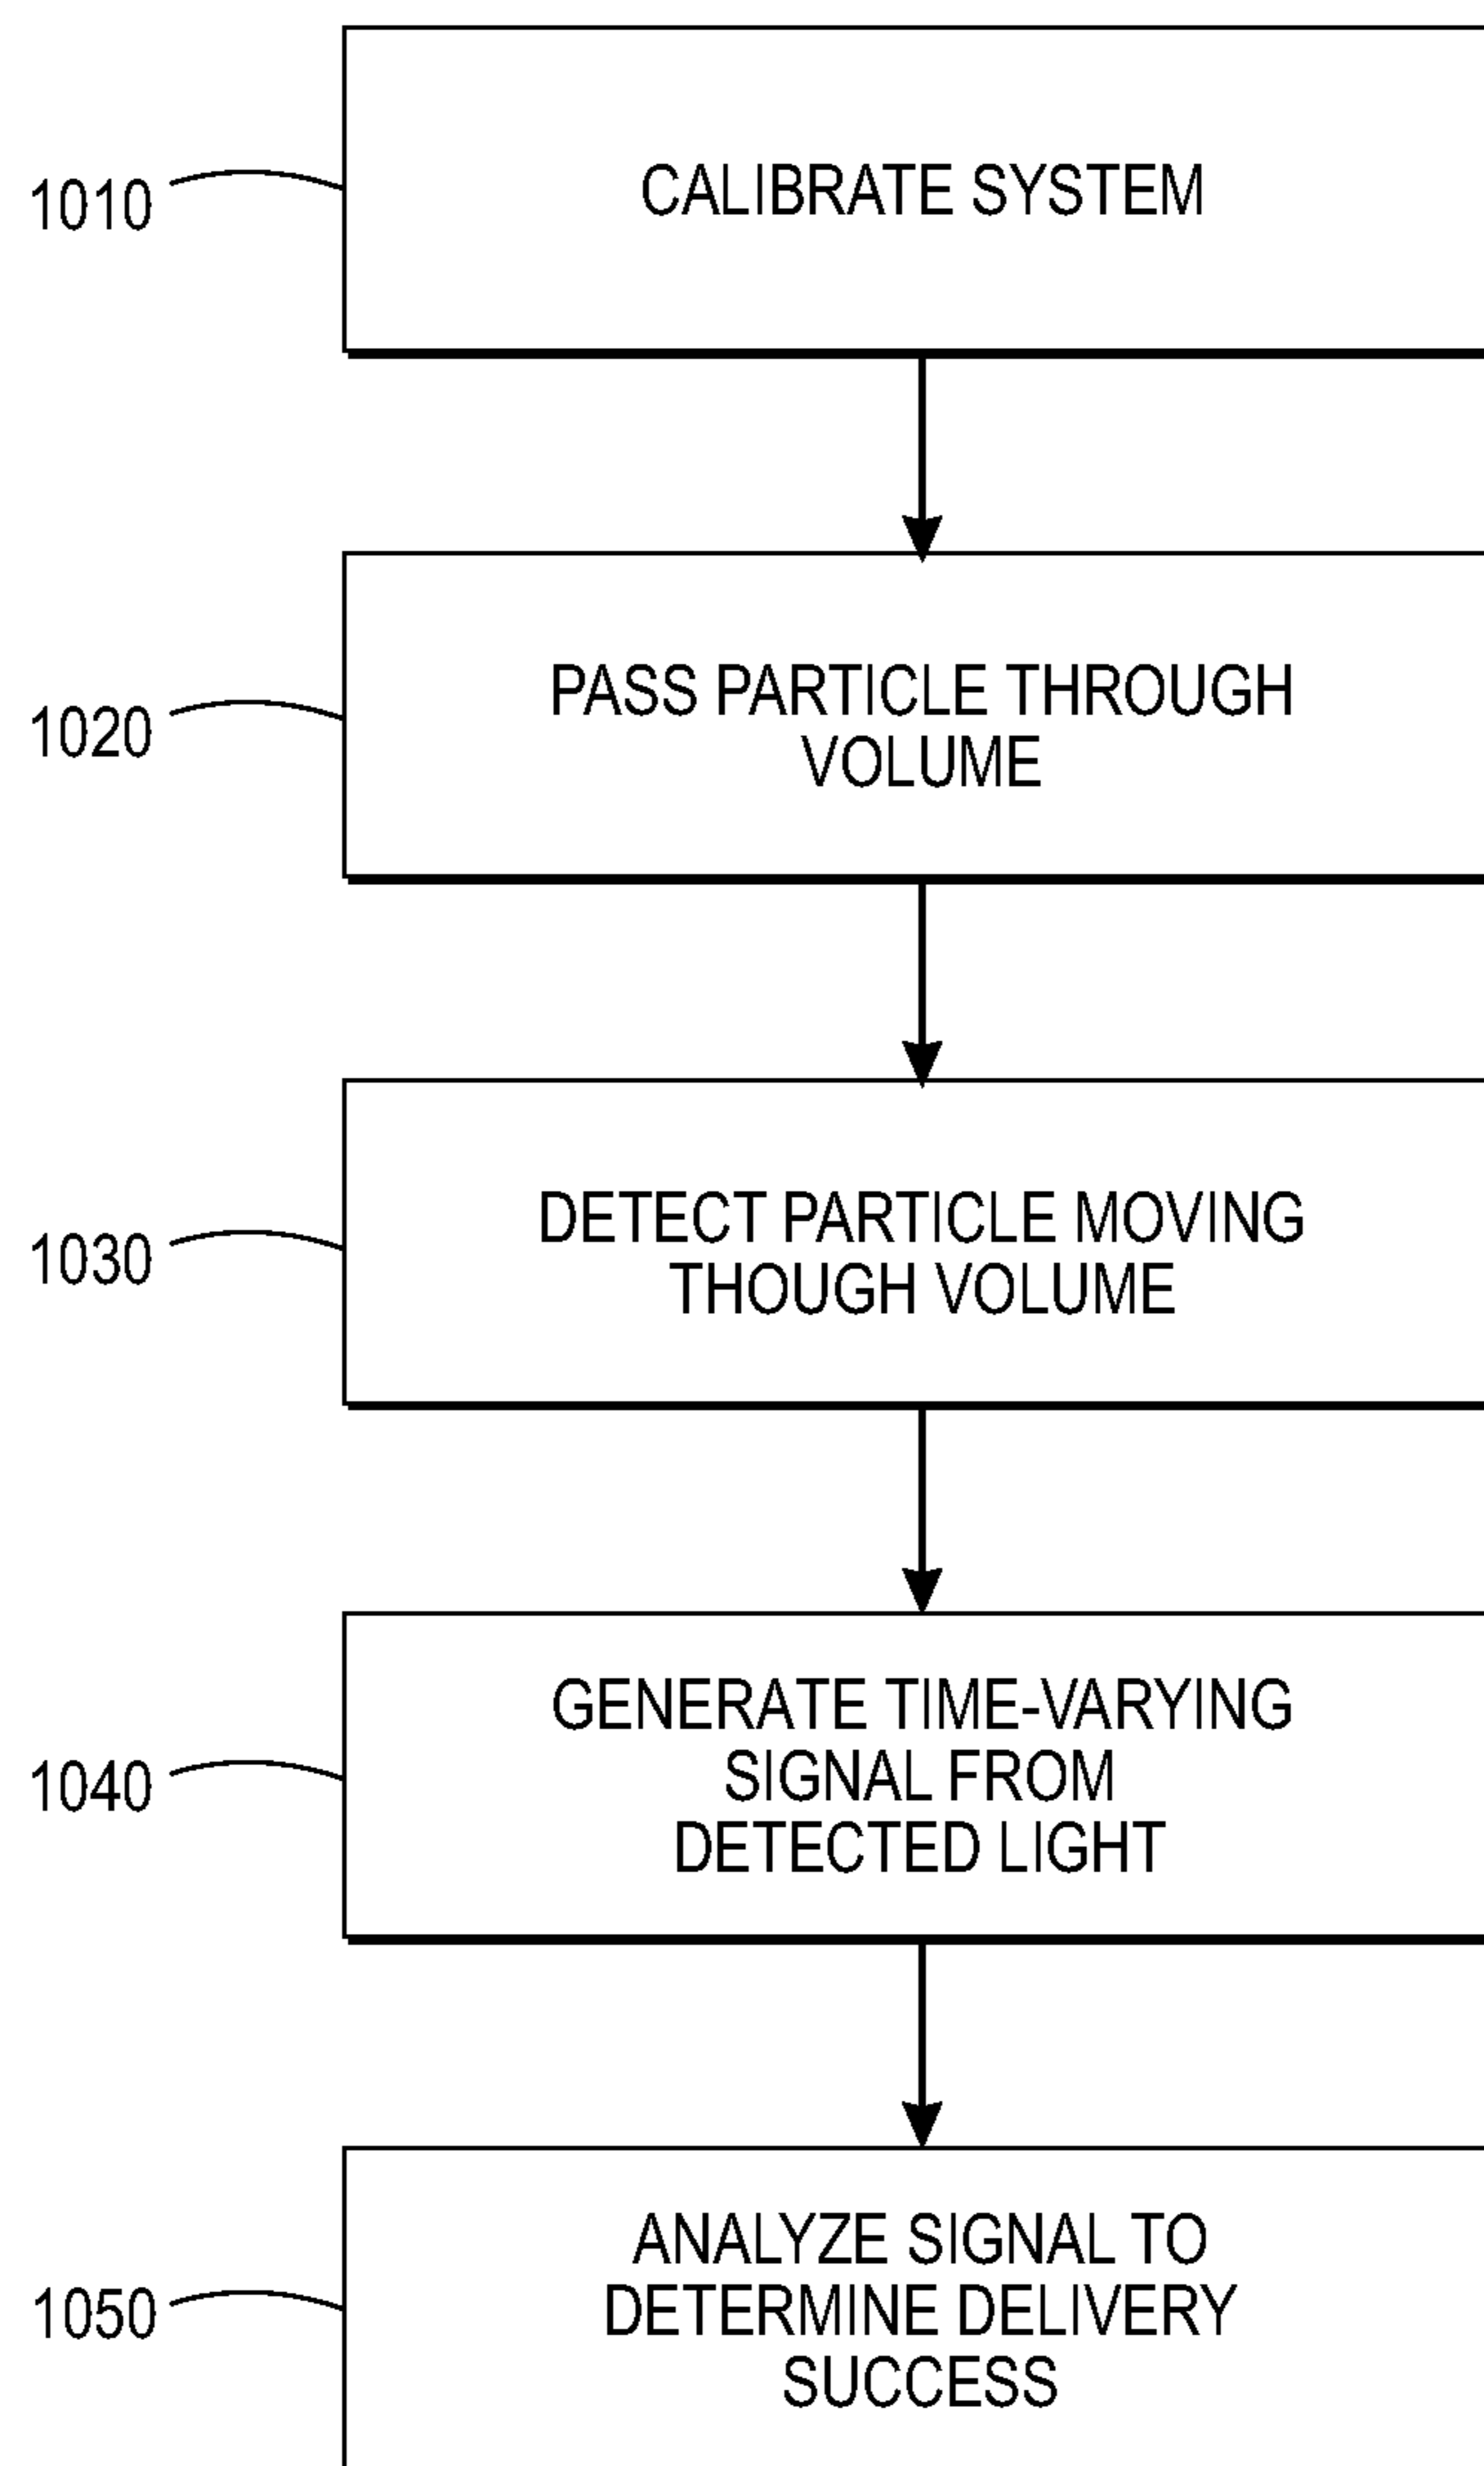 1010
CALIBRATE SYSTEM
1020
PASS PARTICLE THROUGH
VOLUME
1030
DETECT PARTICLE MOVING
THOUGH VOLUME
1040
GENERATE TIME-VARYING
SIGNAL FROM
DETECTED LIGHT
1050
ANALYZE SIGNAL TO
DETERMINE DELIVERY
SUCCESS